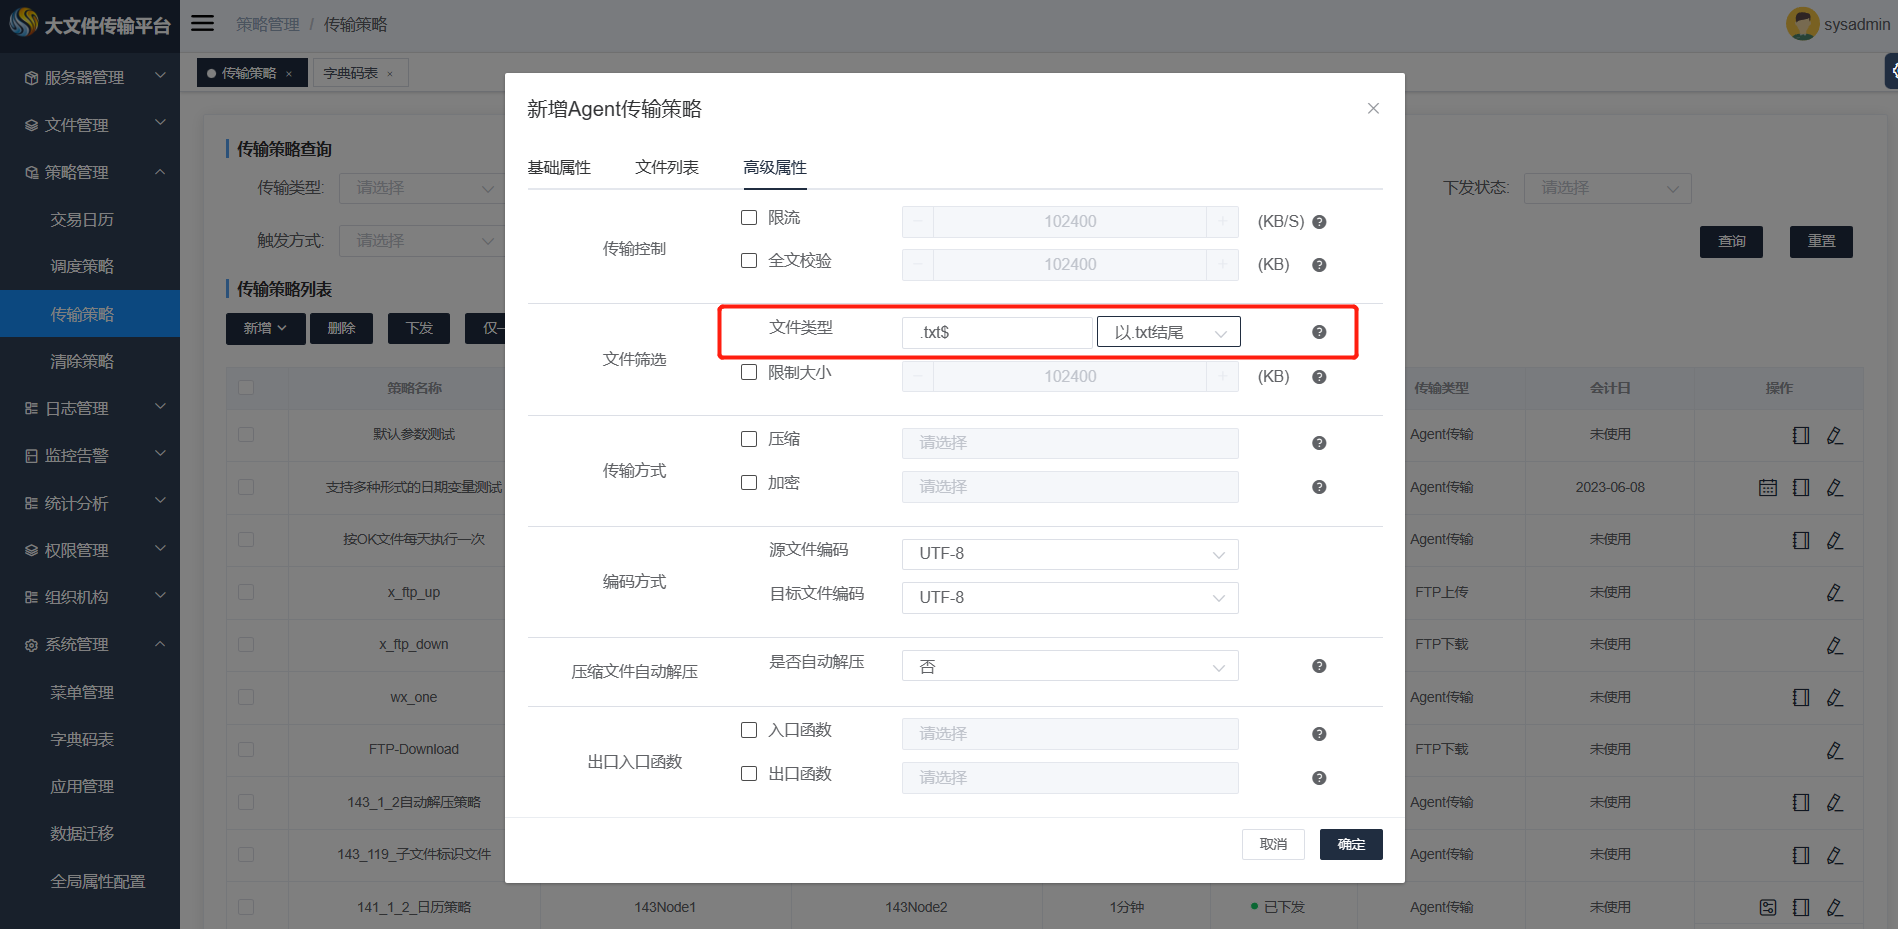 大文件传输平台
策略管理 / 传输策略
sysadmin
传输策略 ×
字典码表 ×
服务器管理
文件管理
策略管理
交易日历
调度策略
传输策略
清除策略
日志管理
监控告警
统计分析
权限管理
组织机构
系统管理
菜单管理
字典码表
应用管理
数据迁移
全局属性配置
传输策略查询
传输类型: 请选择
下发状态: 请选择
触发方式: 请选择
查询 重置
传输策略列表
新增 删除 下发 仅一
策略名称 传输类型 会计日 操作
默认参数测试 Agent传输 未使用
支持多种形式的日期变量测试 Agent传输 2023-06-08
按OK文件每天执行一次 Agent传输 未使用
x_ftp_up FTP上传 未使用
x_ftp_down FTP下载 未使用
wx_one Agent传输 未使用
FTP-Download FTP下载 未使用
143_1_2自动解压策略 Agent传输 未使用
143_119_子文件标识文件 Agent传输 未使用
141_1_2_日历策略 143Node1 143Node2 1分钟 已下发 Agent传输 未使用
新增Agent传输策略
基础属性 文件列表 高级属性
传输控制
限流 − 102400 + (KB/S) ?
全文校验 − 102400 + (KB) ?
文件筛选
文件类型 .txt$ 以.txt结尾 ?
限制大小 − 102400 + (KB) ?
传输方式
压缩 请选择 ?
加密 请选择 ?
编码方式
源文件编码 UTF-8
目标文件编码 UTF-8
压缩文件自动解压
是否自动解压 否 ?
出口入口函数
入口函数 请选择 ?
出口函数 请选择 ?
取消 确定